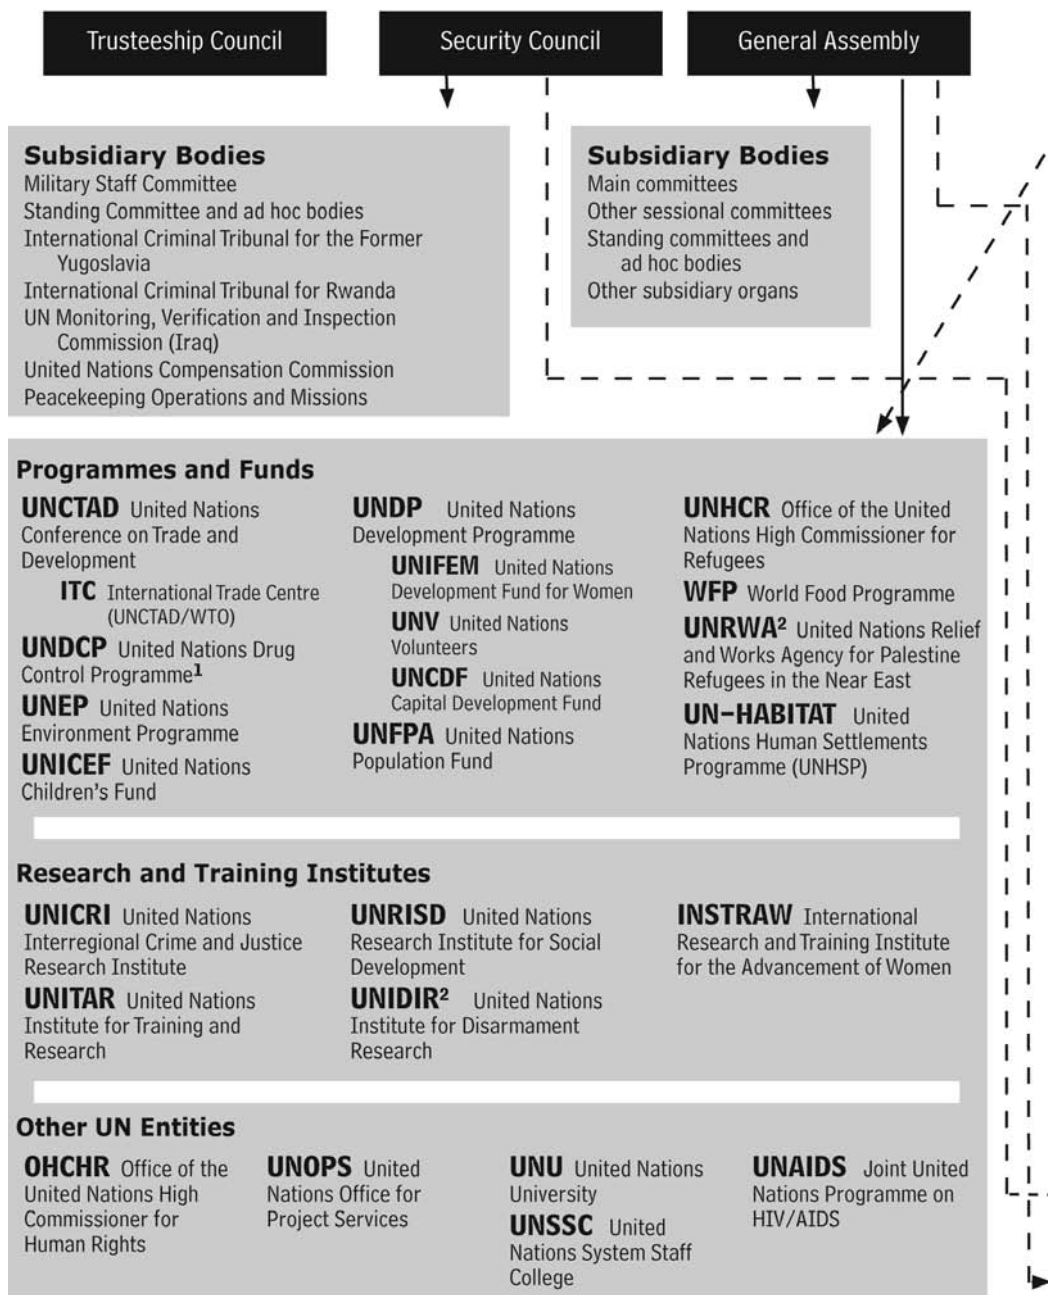 Trusteeship Council
Security Council
General Assembly
Subsidiary Bodies
Military Staff Committee
Standing Committee and ad hoc bodies
International Criminal Tribunal for the Former
Yugoslavia
International Criminal Tribunal for Rwanda
UN Monitoring, Verification and Inspection
Commission (Iraq)
United Nations Compensation Commission
Peacekeeping Operations and Missions
Subsidiary Bodies
Main committees
Other sessional committees
Standing committees and
ad hoc bodies
Other subsidiary organs
Programmes and Funds
UNCTAD United Nations
Conference on Trade and
Development
ITC International Trade Centre
(UNCTAD/WTO)
UNDCP United Nations Drug
Control Programme¹
UNEP United Nations
Environment Programme
UNICEF United Nations
Children's Fund
UNDP United Nations
Development Programme
UNIFEM United Nations
Development Fund for Women
UNV United Nations
Volunteers
UNCDF United Nations
Capital Development Fund
UNFPA United Nations
Population Fund
UNHCR Office of the United
Nations High Commissioner for
Refugees
WFP World Food Programme
UNRWA² United Nations Relief
and Works Agency for Palestine
Refugees in the Near East
UN-HABITAT United
Nations Human Settlements
Programme (UNHSP)
Research and Training Institutes
UNICRI United Nations
Interregional Crime and Justice
Research Institute
UNITAR United Nations
Institute for Training and
Research
UNRISD United Nations
Research Institute for Social
Development
UNIDIR² United Nations
Institute for Disarmament
Research
INSTRAW International
Research and Training Institute
for the Advancement of Women
Other UN Entities
OHCHR Office of the
United Nations High
Commissioner for
Human Rights
UNOPS United
Nations Office for
Project Services
UNU United Nations
University
UNSSC United
Nations System Staff
College
UNAIDS Joint United
Nations Programme on
HIV/AIDS